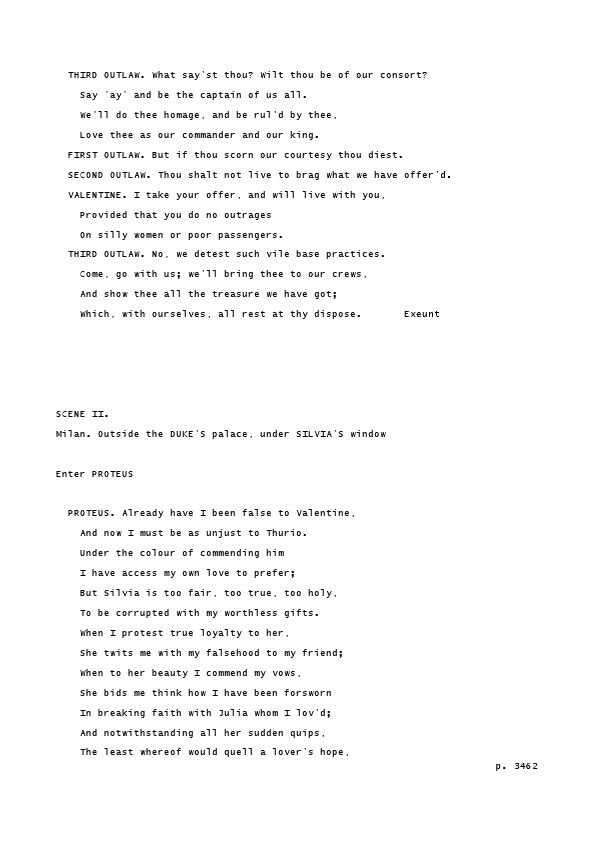 THIRD OUTLAW. What say'st thou? Wilt thou be of our consort?
Say 'ay' and be the captain of us all.
We'll do thee homage, and be rul'd by thee,
Love thee as our commander and our king.
FIRST OUTLAW. But if thou scorn our courtesy thou diest.
SECOND OUTLAW. Thou shalt not live to brag what we have offer'd.
VALENTINE. I take your offer, and will live with you,
Provided that you do no outrages
On silly women or poor passengers.
THIRD OUTLAW. No, we detest such vile base practices.
Come, go with us; we'll bring thee to our crews,
And show thee all the treasure we have got;
Which, with ourselves, all rest at thy dispose. Exeunt
SCENE II.
Milan. Outside the DUKE'S palace, under SILVIA'S window
Enter PROTEUS
PROTEUS. Already have I been false to Valentine,
And now I must be as unjust to Thurio.
Under the colour of commending him
I have access my own love to prefer;
But Silvia is too fair, too true, too holy,
To be corrupted with my worthless gifts.
When I protest true loyalty to her,
She twits me with my falsehood to my friend;
When to her beauty I commend my vows,
She bids me think how I have been forsworn
In breaking faith with Julia whom I lov'd;
And notwithstanding all her sudden quips,
The least whereof would quell a lover's hope,
p. 3462